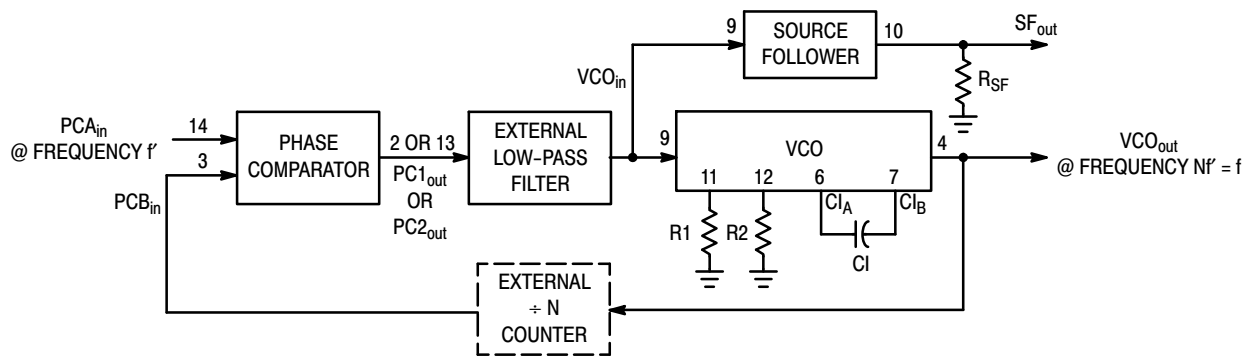 9
SOURCE
FOLLOWER
10
SFout
RSF
VCOin
PCAin
@ FREQUENCY f′
14
3
PCBin
PHASE
COMPARATOR
2 OR 13
PC1out
OR
PC2out
EXTERNAL
LOW–PASS
FILTER
9
VCO
4
11
12
6
7
CIA
CIB
R1
R2
CI
VCOout
@ FREQUENCY Nf′ = f
EXTERNAL
÷ N
COUNTER